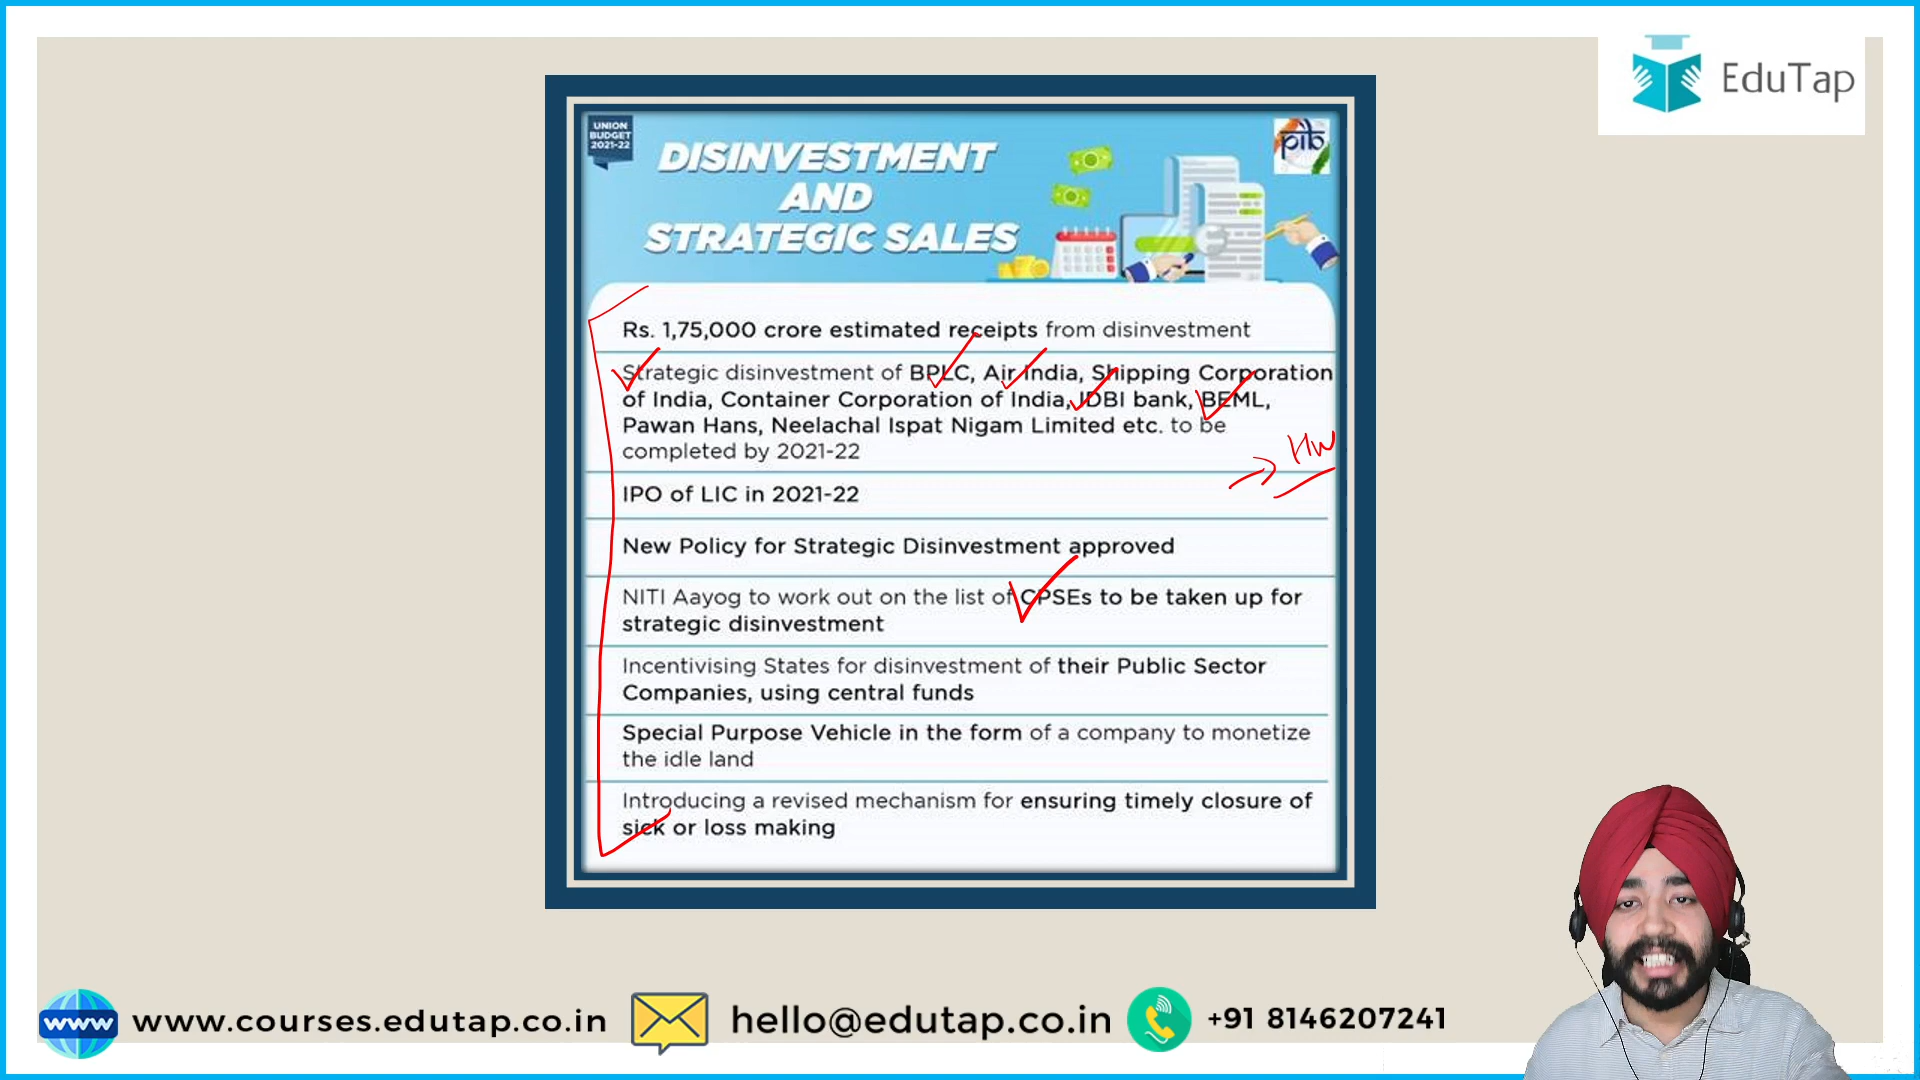 EduTap
UNION
BUDGET
2021-22
DISINVESTMENT
AND
STRATEGIC SALES
pib
Rs. 1,75,000 crore estimated receipts from disinvestment
Strategic disinvestment of BPLC, Air India, Shipping Corporation
of India, Container Corporation of India, IDBI bank, BEML,
Pawan Hans, Neelachal Ispat Nigam Limited etc. to be
completed by 2021-22
HW
IPO of LIC in 2021-22
New Policy for Strategic Disinvestment approved
NITI Aayog to work out on the list of CPSEs to be taken up for
strategic disinvestment
Incentivising States for disinvestment of their Public Sector
Companies, using central funds
Special Purpose Vehicle in the form of a company to monetize
the idle land
Introducing a revised mechanism for ensuring timely closure of
sick or loss making
www www.courses.edutap.co.in hello@edutap.co.in +91 8146207241